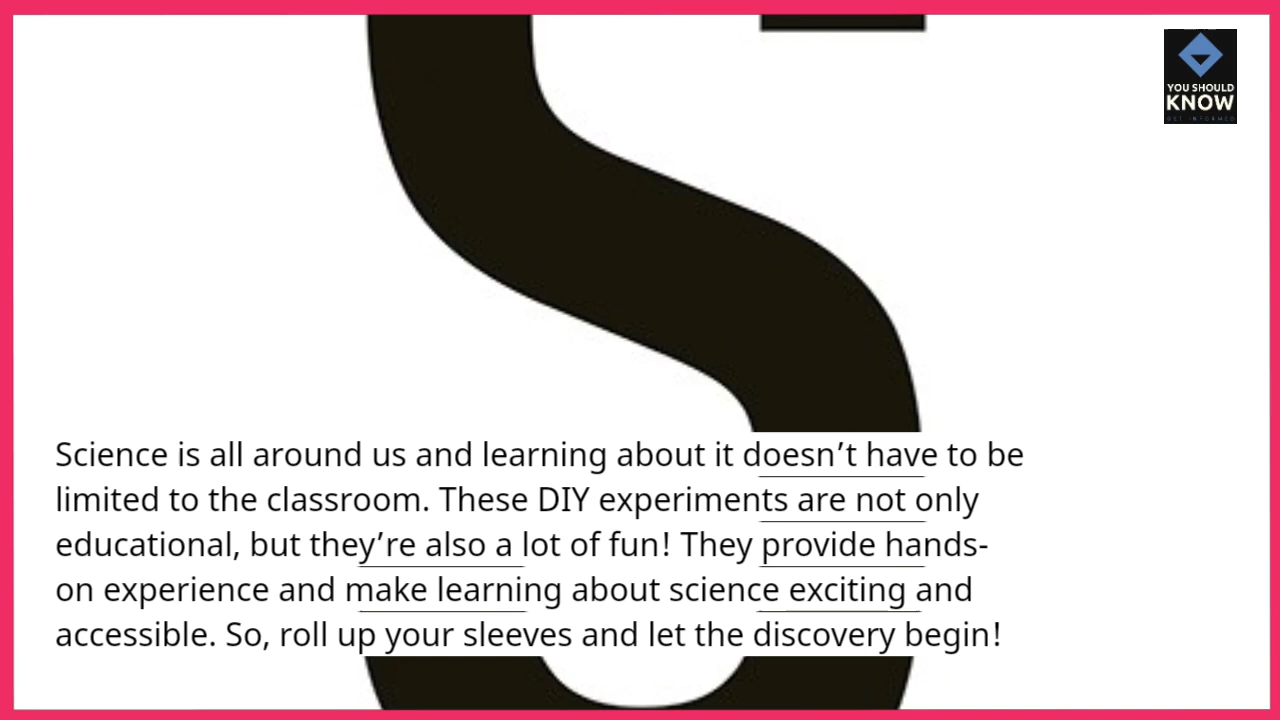 YOU SHOULD
KNOW
GET INFORMED
Science is all around us and learning about it doesn’t have to be
limited to the classroom. These DIY experiments are not only
educational, but they’re also a lot of fun! They provide hands-
on experience and make learning about science exciting and
accessible. So, roll up your sleeves and let the discovery begin!